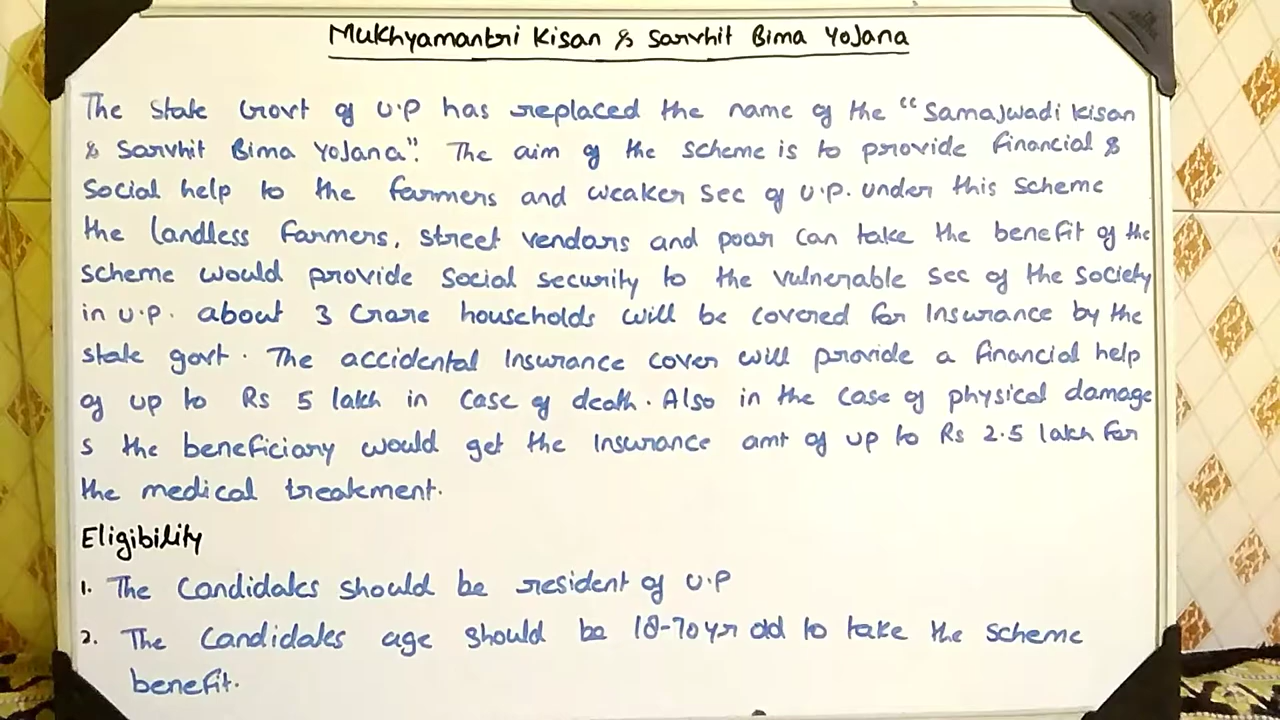 Mukhyamantri Kisan & Sarvhit Bima Yojana
The State Govt of U.P has replaced the name of the "Samajwadi Kisan
& Sarvhit Bima Yojana". The aim of the scheme is to provide financial &
Social help to the farmers and weaker Sec of U.P. under this Scheme
the landless farmers, street vendors and poor can take the benefit of the
scheme would provide Social security to the vulnerable sec of the society
in U.P. about 3 Crore households will be covered for Insurance by the
state govt. The accidental Insurance cover will provide a financial help
of up to Rs 5 lakh in case of death. Also in the case of physical damage
s the beneficiary would get the Insurance amt of up to Rs 2.5 lakh for
the medical treatment.
Eligibility
1. The Candidates should be resident of U.P
2. The Candidates age should be 18-70 yr old to take the scheme
benefit.